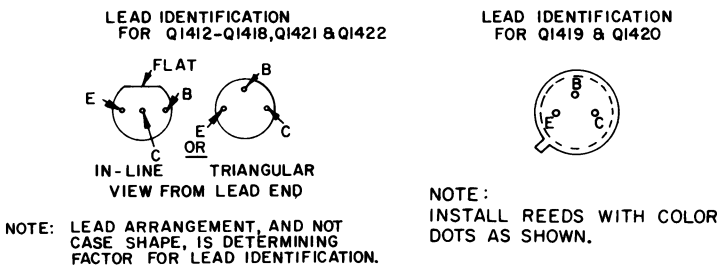 LEAD IDENTIFICATION
FOR Q1412-Q1418,Q1421 & Q1422
FLAT
E
B
C
IN-LINE
OR
B
E
C
TRIANGULAR
VIEW FROM LEAD END
NOTE: LEAD ARRANGEMENT, AND NOT
CASE SHAPE, IS DETERMINING
FACTOR FOR LEAD IDENTIFICATION.
LEAD IDENTIFICATION
FOR Q1419 & Q1420
B
E
C
NOTE:
INSTALL REEDS WITH COLOR
DOTS AS SHOWN.